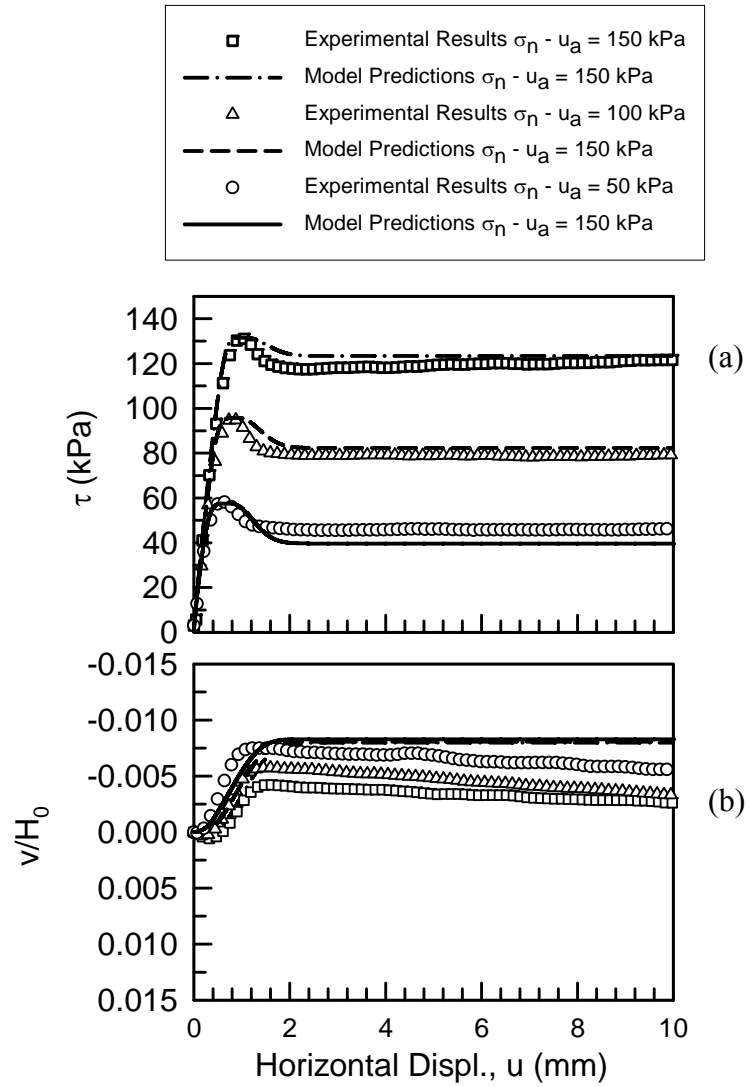 Experimental Results σn - ua = 150 kPa
Model Predictions σn - ua = 150 kPa
Experimental Results σn - ua = 100 kPa
Model Predictions σn - ua = 150 kPa
Experimental Results σn - ua = 50 kPa
Model Predictions σn - ua = 150 kPa
140
120
100
80
60
40
20
0
τ (kPa)
(a)
-0.015
-0.010
-0.005
0.000
0.005
0.010
0.015
v/H0
(b)
0 2 4 6 8 10
Horizontal Displ., u (mm)